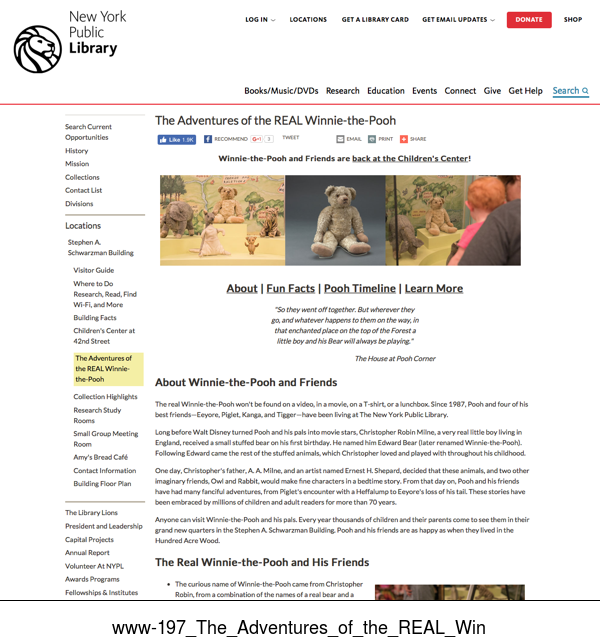 New York
Public
Library
LOG IN
LOCATIONS
GET A LIBRARY CARD
GET EMAIL UPDATES
DONATE
SHOP
Books/Music/DVDs
Research
Education
Events
Connect
Give
Get Help
Search
Search Current
Opportunities
History
Mission
Collections
Contact List
Divisions
Locations
Stephen A.
Schwarzman Building
Visitor Guide
Where to Do
Research, Read, Find
Wi-Fi, and More
Building Facts
Children's Center at
42nd Street
The Adventures of
the REAL Winnie-
the-Pooh
Collection Highlights
Research Study
Rooms
Small Group Meeting
Room
Amy's Bread Café
Contact Information
Building Floor Plan
The Library Lions
President and Leadership
Capital Projects
Annual Report
Volunteer At NYPL
Awards Programs
Fellowships & Institutes
The Adventures of the REAL Winnie-the-Pooh
Like 1.5K
RECOMMEND
G+1
3
TWEET
EMAIL
PRINT
SHARE
Winnie-the-Pooh and Friends are back at the Children's Center!
About | Fun Facts | Pooh Timeline | Learn More
"So they went off together. But wherever they
go, and whatever happens to them on the way, in
that enchanted place on the top of the Forest a
little boy and his Bear will always be playing."
The House at Pooh Corner
About Winnie-the-Pooh and Friends
The real Winnie-the-Pooh won't be found on a video, in a movie, on a T-shirt, or a lunchbox. Since 1987, Pooh and four of his
best friends—Eeyore, Piglet, Kanga, and Tigger—have been living at The New York Public Library.
Long before Walt Disney turned Pooh and his pals into movie stars, Christopher Robin Milne, a very real little boy living in
England, received a small stuffed bear on his first birthday. He named him Edward Bear (later renamed Winnie-the-Pooh).
Following Edward came the rest of the stuffed animals, which Christopher loved and played with throughout his childhood.
One day, Christopher's father, A. A. Milne, and an artist named Ernest H. Shepard, decided that these animals, and two other
imaginary friends, Owl and Rabbit, would make fine characters in a bedtime story. From that day on, Pooh and his friends
have had many fanciful adventures, from Piglet's encounter with a Heffalump to Eeyore's loss of his tail. These stories have
been embraced by millions of children and adult readers for more than 70 years.
Anyone can visit Winnie-the-Pooh and his pals. Every year thousands of children and their parents come to see them in their
grand new quarters in the Stephen A. Schwarzman Building. Pooh and his friends are as happy as when they lived in the
Hundred Acre Wood.
The Real Winnie-the-Pooh and His Friends
• The curious name of Winnie-the-Pooh came from Christopher
Robin, from a combination of the names of a real bear and a
www-197_The_Adventures_of_the_REAL_Win